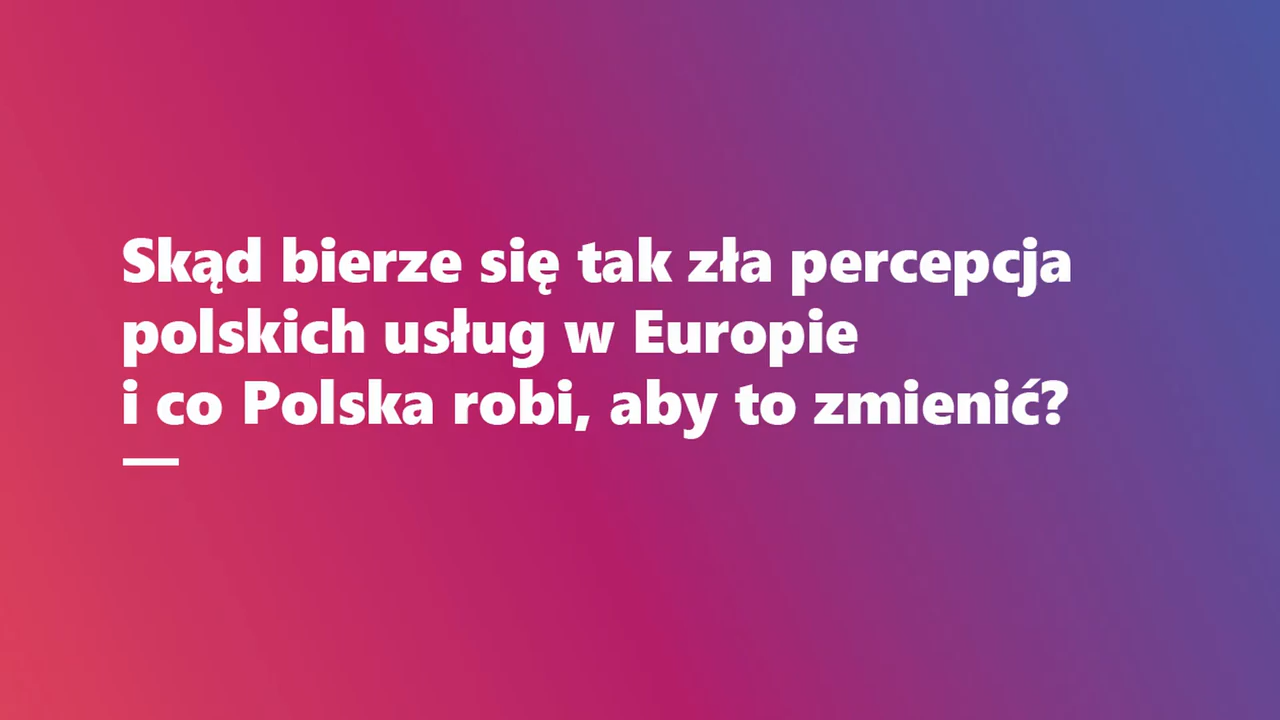 Skąd bierze się tak zła percepcja
polskich usług w Europie
i co Polska robi, aby to zmienić?